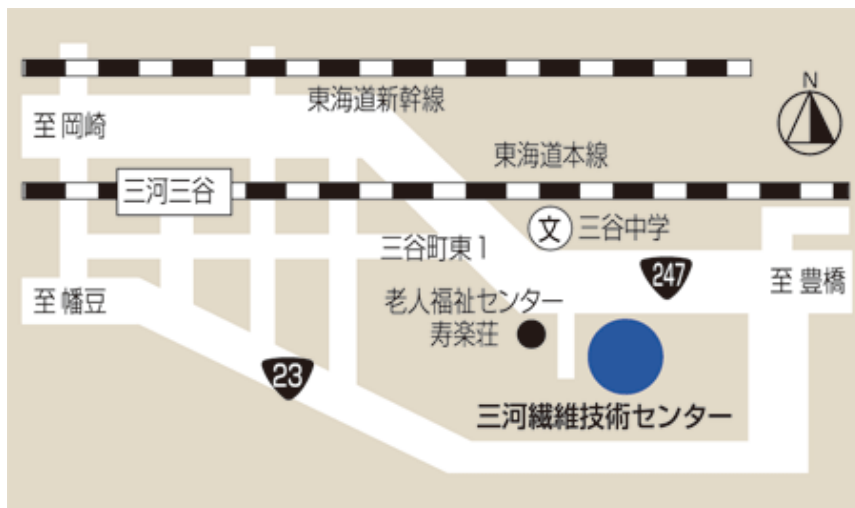 N
東海道新幹線
至 岡崎
東海道本線
三河三谷
文 三谷中学
三谷町東1
247
至 豊橋
至 幡豆
老人福祉センター
寿楽荘
23
三河繊維技術センター